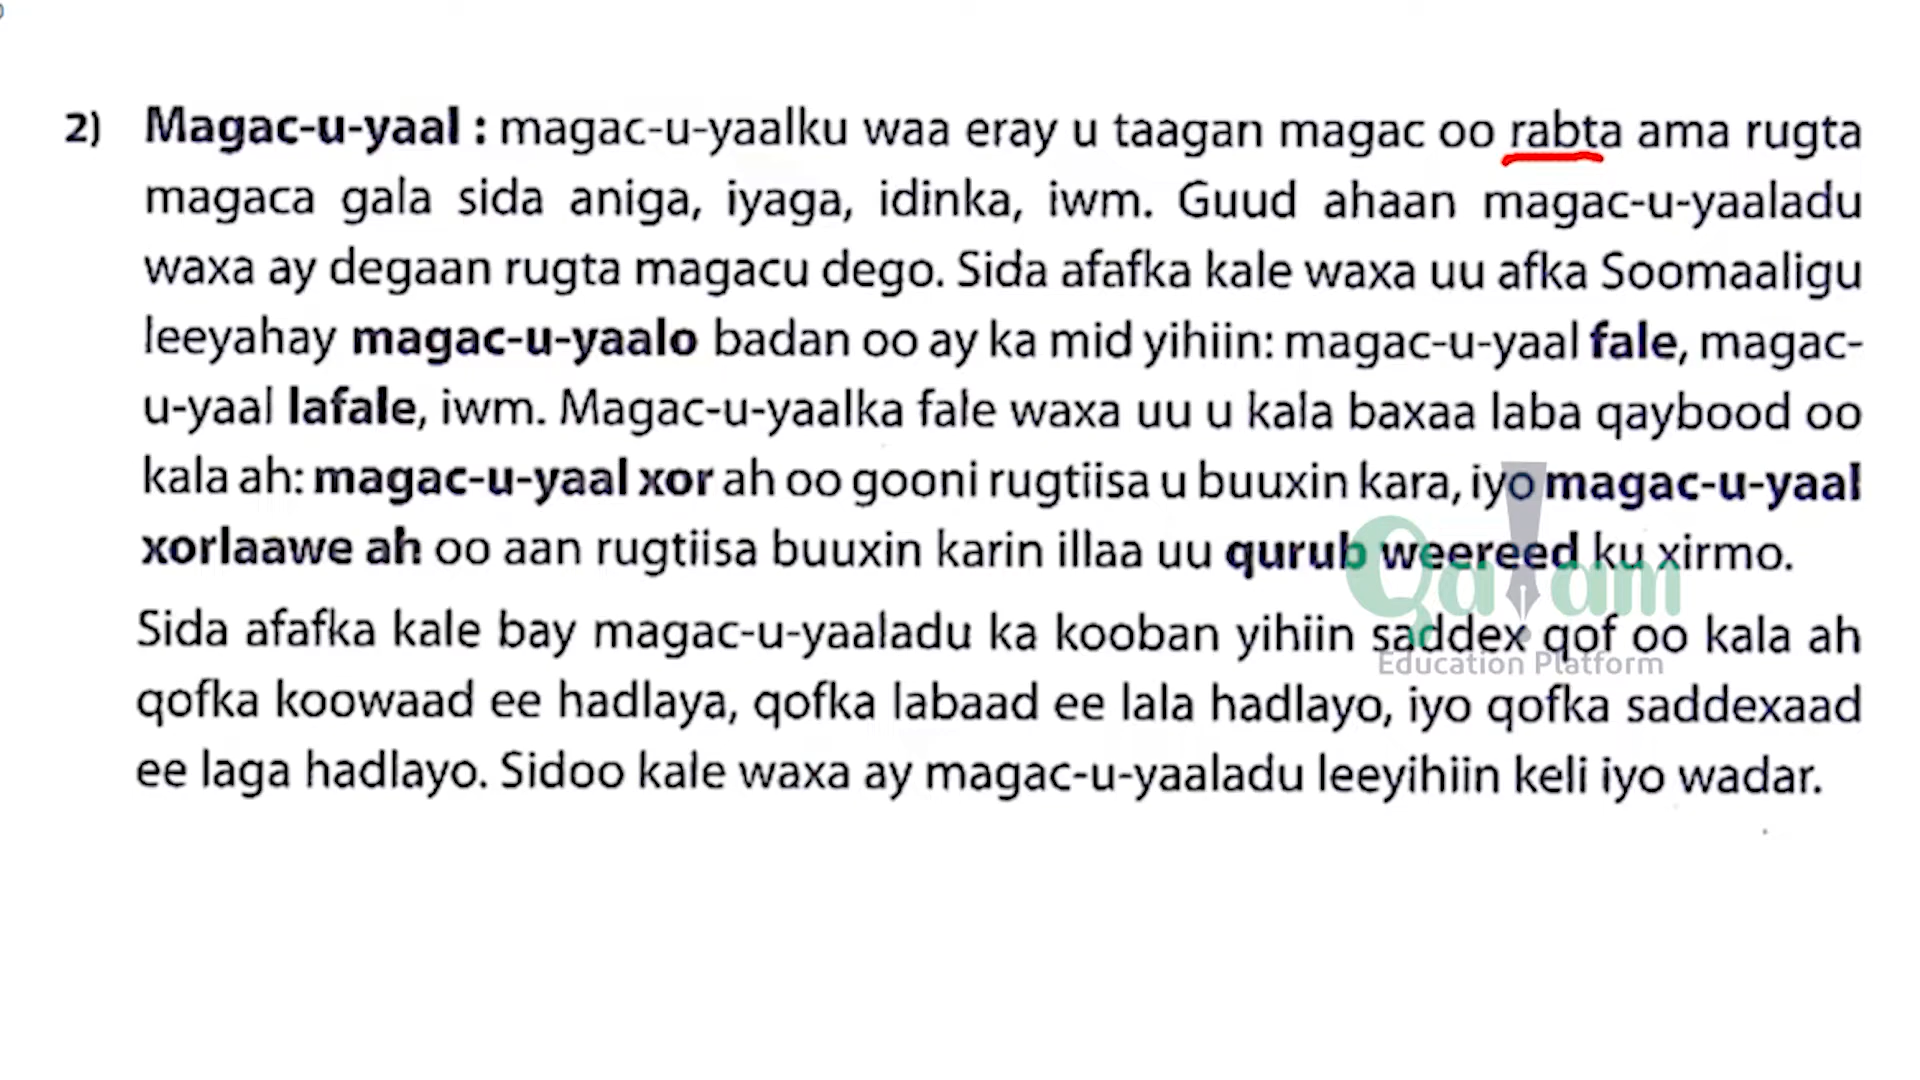 2) Magac-u-yaal : magac-u-yaalku waa eray u taagan magac oo rabta ama rugta
magaca gala sida aniga, iyaga, idinka, iwm. Guud ahaan magac-u-yaaladu
waxa ay degaan rugta magacu dego. Sida afafka kale waxa uu afka Soomaaligu
leeyahay magac-u-yaalo badan oo ay ka mid yihiin: magac-u-yaal fale, magac-
u-yaal lafale, iwm. Magac-u-yaalka fale waxa uu u kala baxaa laba qaybood oo
kala ah: magac-u-yaal xor ah oo gooni rugtiisa u buuxin kara, iyo magac-u-yaal
xorlaawe ah oo aan rugtiisa buuxin karin illaa uu qurub weereed ku xirmo.
Sida afafka kale bay magac-u-yaaladu ka kooban yihiin saddex qof oo kala ah
qofka koowaad ee hadlaya, qofka labaad ee lala hadlayo, iyo qofka saddexaad
ee laga hadlayo. Sidoo kale waxa ay magac-u-yaaladu leeyihiin keli iyo wadar.
Qalam
Education Platform